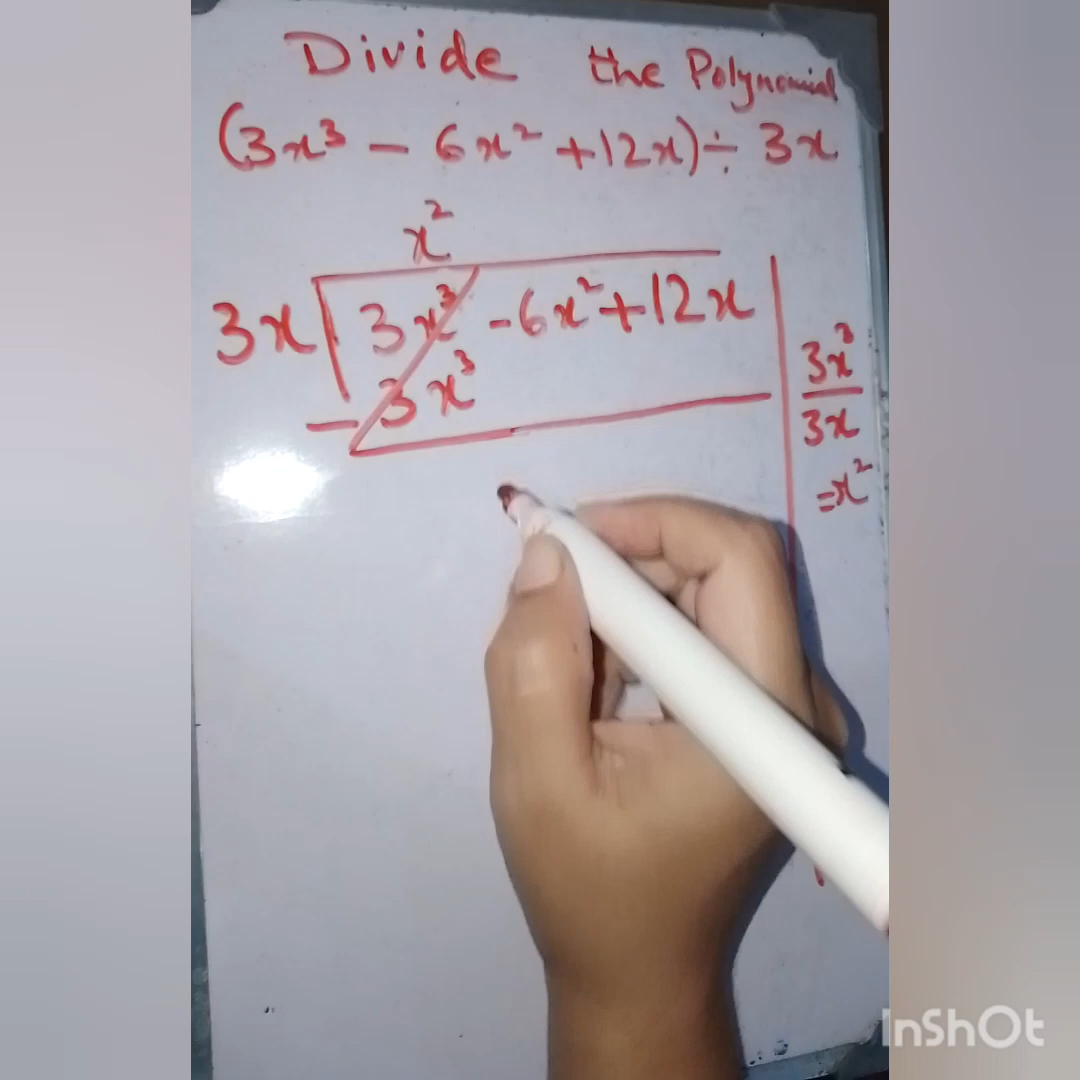 Divide the Polynomial
(3x³ - 6x² + 12x) ÷ 3x
x²
3x 3x³ - 6x² + 12x
- 3x³
3x³
3x
= x²
InShOt